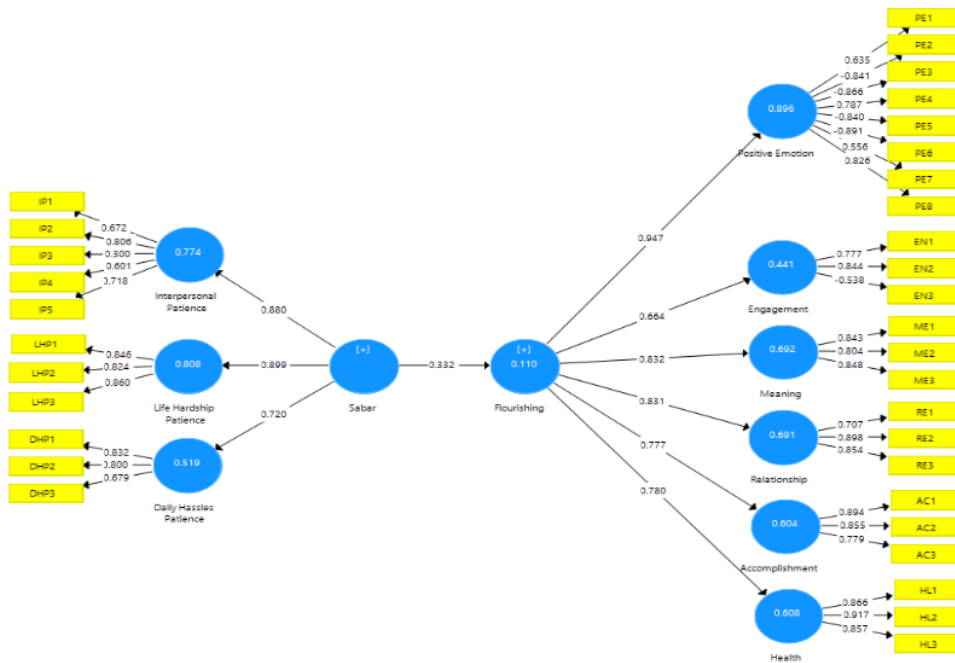 PE1
PE2
PE3
PE4
PE5
PE6
PE7
PE8
0.635
-0.841
-0.866
0.787
-0.840
-0.891
0.556
0.826
0.896
Positive Emotion
0.947
IP1
IP2
IP3
IP4
IP5
0.672
0.806
0.300
0.601
0.718
0.774
Interpersonal
Patience
0.880
LHP1
LHP2
LHP3
0.846
0.824
0.860
0.808
Life Hardship
Patience
0.899
DHP1
DHP2
DHP3
0.832
0.800
0.679
0.519
Daily Hassles
Patience
0.720
[+]
Sabar
0.332
[+]
0.110
Flourishing
0.664
0.441
Engagement
0.777
0.844
-0.538
EN1
EN2
EN3
0.832
0.692
Meaning
0.843
0.804
0.848
ME1
ME2
ME3
0.831
0.691
Relationship
0.707
0.898
0.854
RE1
RE2
RE3
0.777
0.604
Accomplishment
0.894
0.855
0.779
AC1
AC2
AC3
0.780
0.608
Health
0.866
0.917
0.857
HL1
HL2
HL3